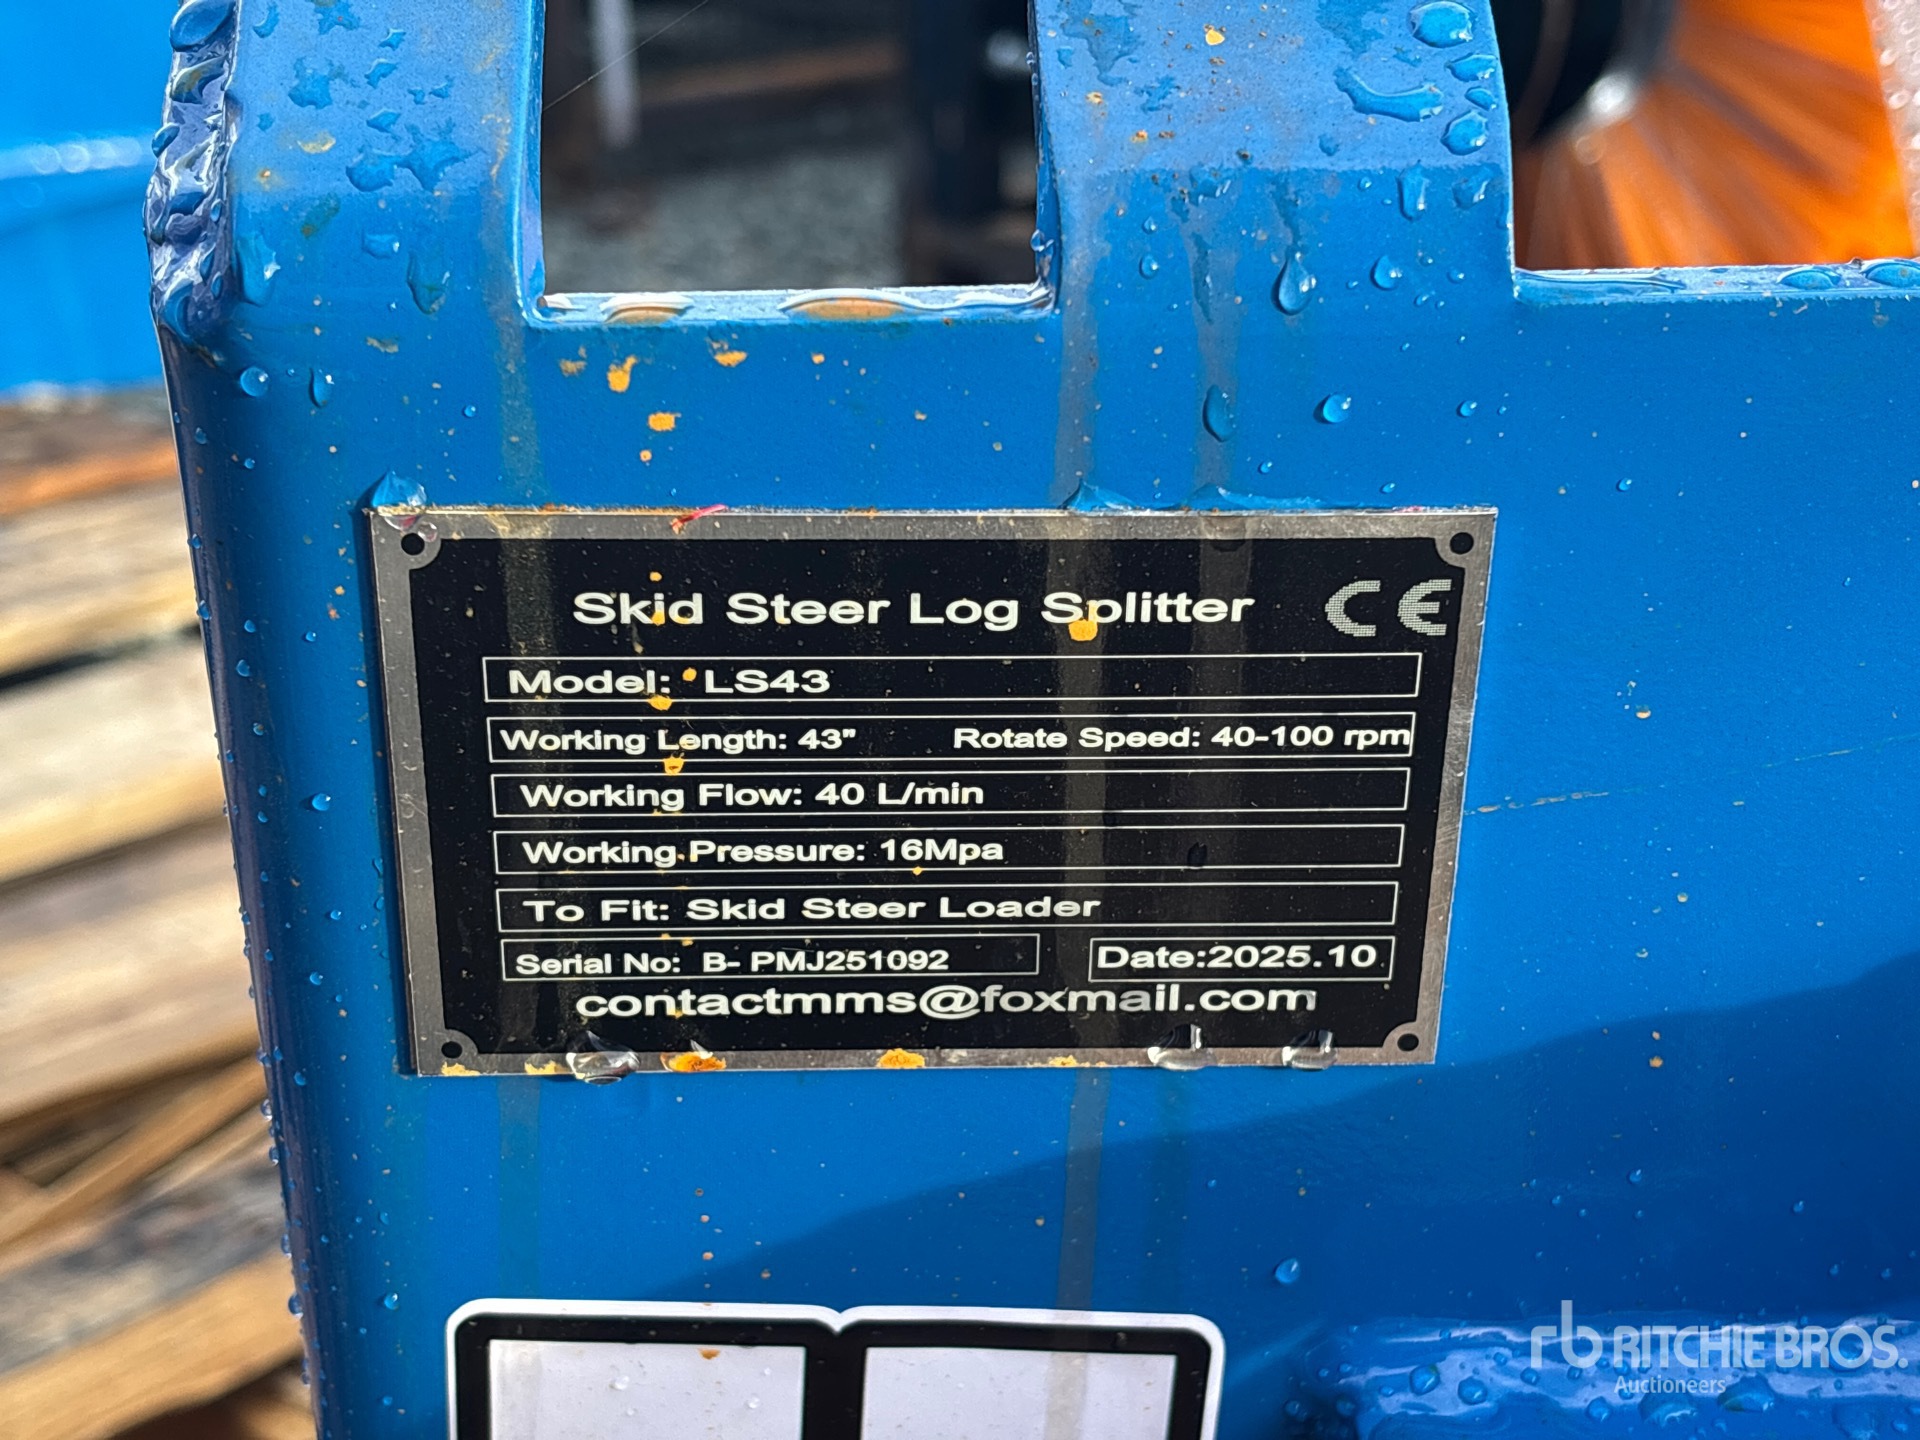 Skid Steer Log Splitter CE
Model: LS43
Working Length: 43" Rotate Speed: 40-100 rpm
Working Flow: 40 L/min
Working Pressure: 16Mpa
To Fit: Skid Steer Loader
Serial No: B- PMJ251092 Date:2025.10
contactmms@foxmail.com
rb RITCHIE BROS.
Auctioneers